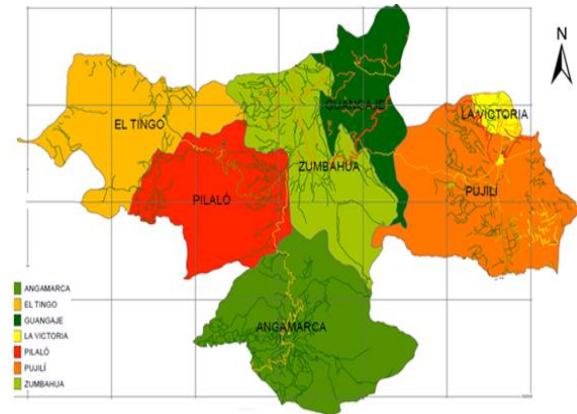 N
EL TINGO
GUANGAJE
LA VICTORIA
ZUMBAHUA
PILALÓ
PUJILÍ
ANGAMARCA
ANGAMARCA
EL TINGO
GUANGAJE
LA VICTORIA
PILALÓ
PUJILÍ
ZUMBAHUA